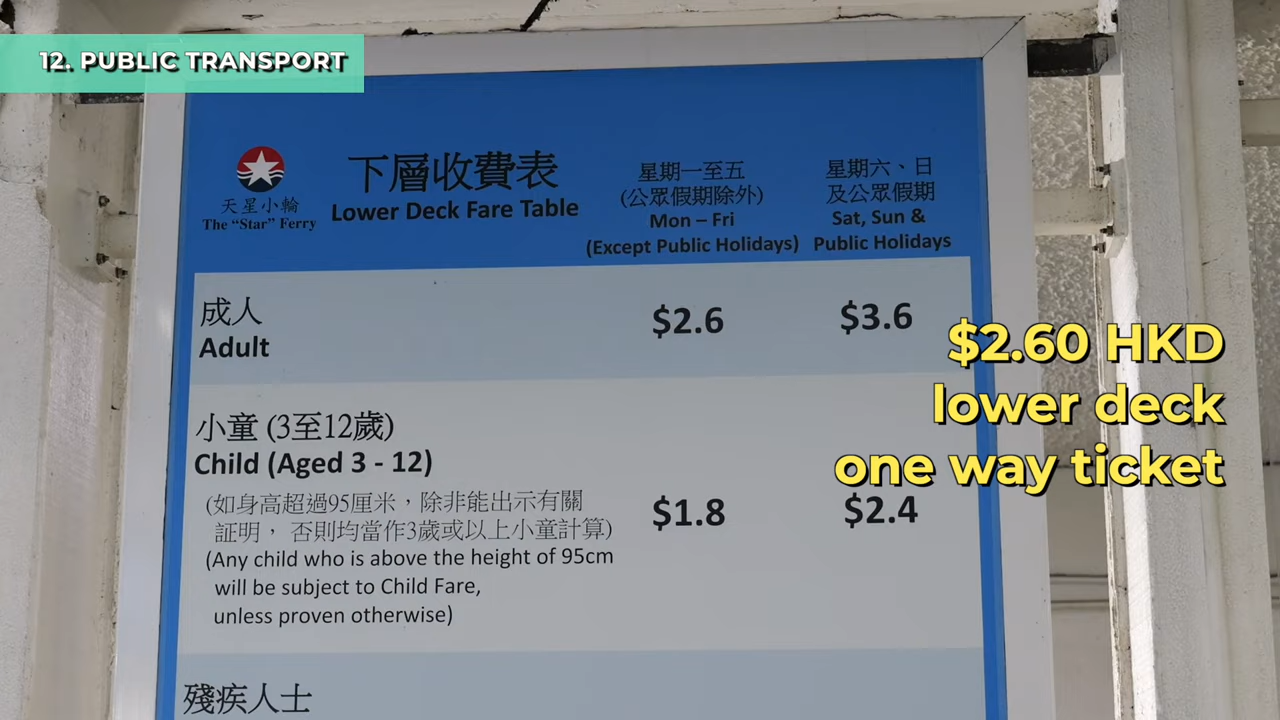 12. PUBLIC TRANSPORT
天星小輪
The “Star” Ferry
下層收費表
Lower Deck Fare Table
星期一至五
(公眾假期除外)
Mon – Fri
(Except Public Holidays)
星期六、日
及公眾假期
Sat, Sun &
Public Holidays
成人
Adult
$2.6
$3.6
$2.60 HKD
lower deck
one way ticket
小童 (3至12歲)
Child (Aged 3 - 12)
(如身高超過95厘米，除非能出示有關
証明， 否則均當作3歲或以上小童計算)
(Any child who is above the height of 95cm
will be subject to Child Fare,
unless proven otherwise)
$1.8
$2.4
殘疾人士